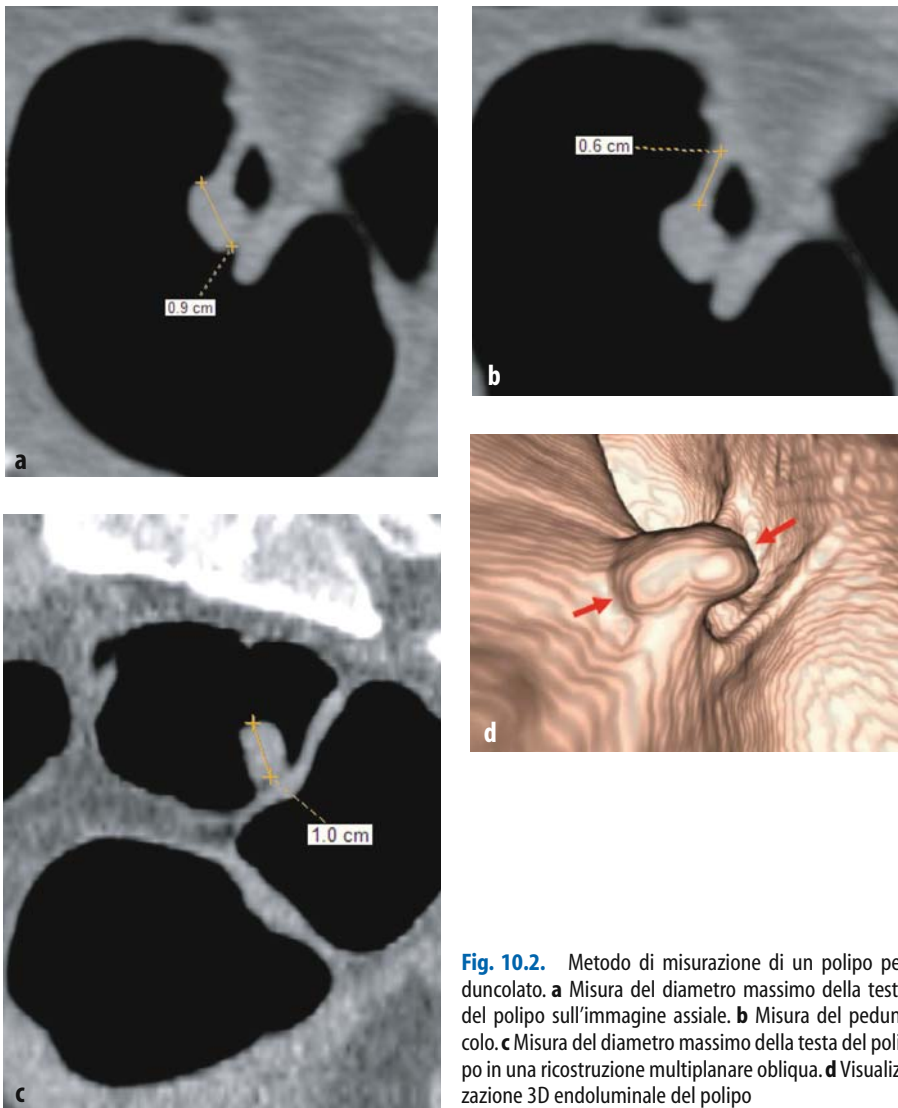 0.9 cm
a
0.6 cm
b
1.0 cm
c
d
Fig. 10.2. Metodo di misurazione di un polipo pe
duncolato. a Misura del diametro massimo della test
del polipo sull'immagine assiale. b Misura del pedun
colo. c Misura del diametro massimo della testa del poli
po in una ricostruzione multiplanare obliqua. d Visualiz
zazione 3D endoluminale del polipo